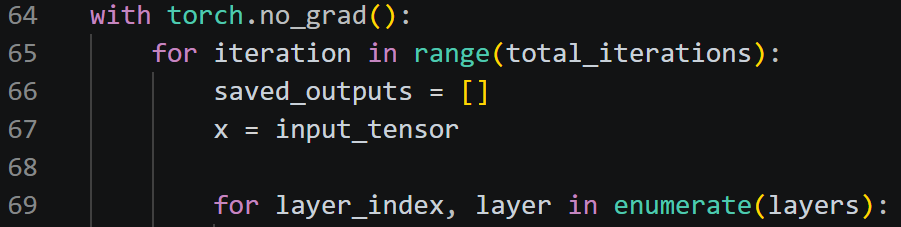 64 with torch.no_grad():
65 for iteration in range(total_iterations):
66 saved_outputs = []
67 x = input_tensor
68
69 for layer_index, layer in enumerate(layers):